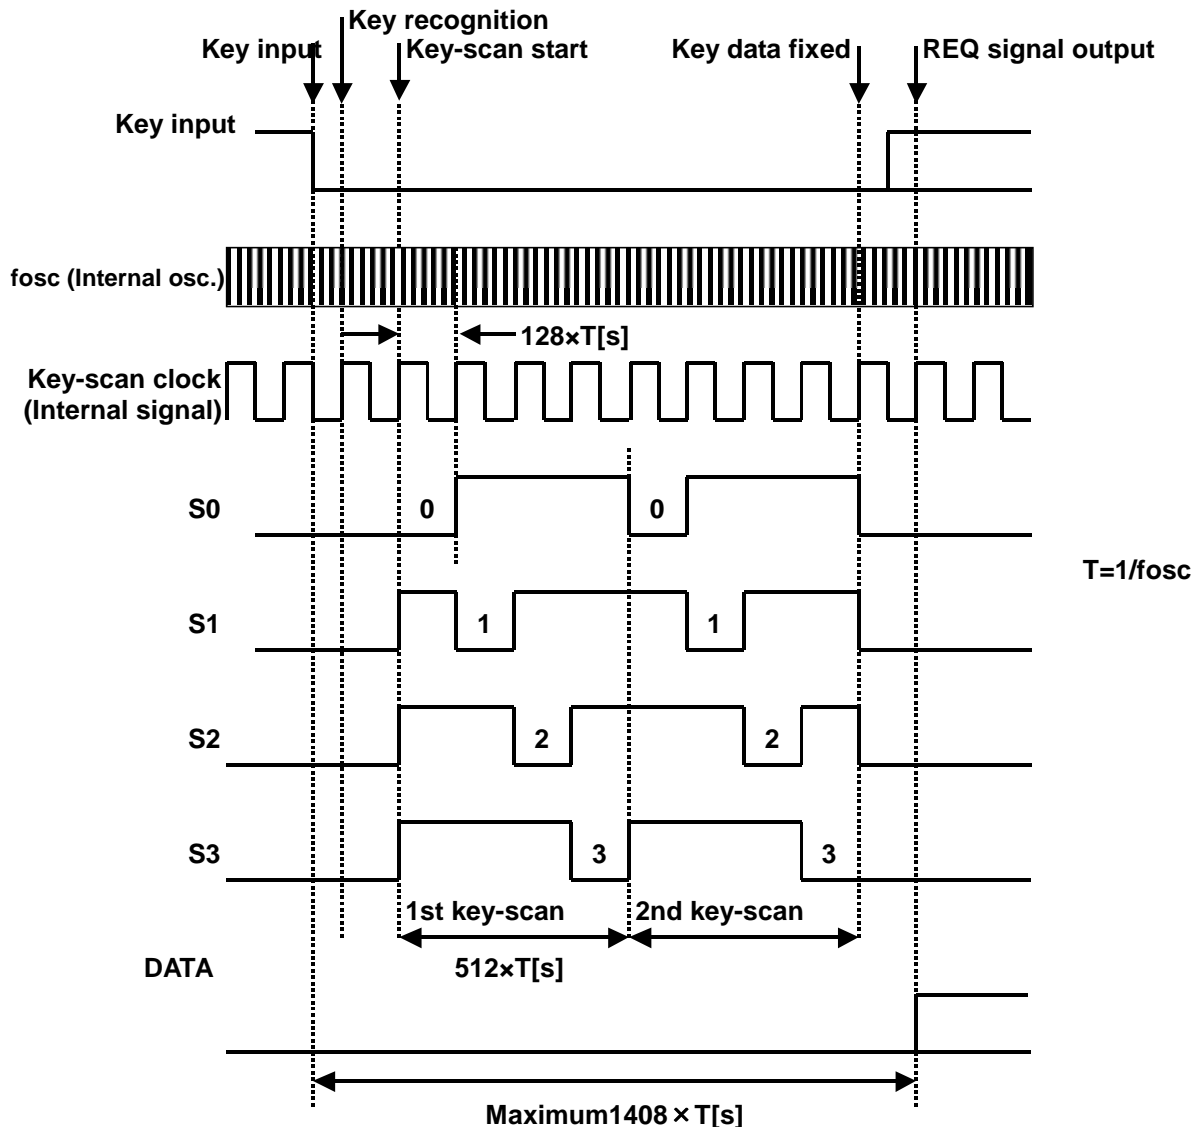 Key recognition
Key input
Key-scan start
Key data fixed
REQ signal output
Key input
fosc (Internal osc.)
128×T[s]
Key-scan clock
(Internal signal)
S0
0
0
T=1/fosc
S1
1
1
S2
2
2
S3
3
3
1st key-scan
2nd key-scan
512×T[s]
DATA
Maximum1408×T[s]